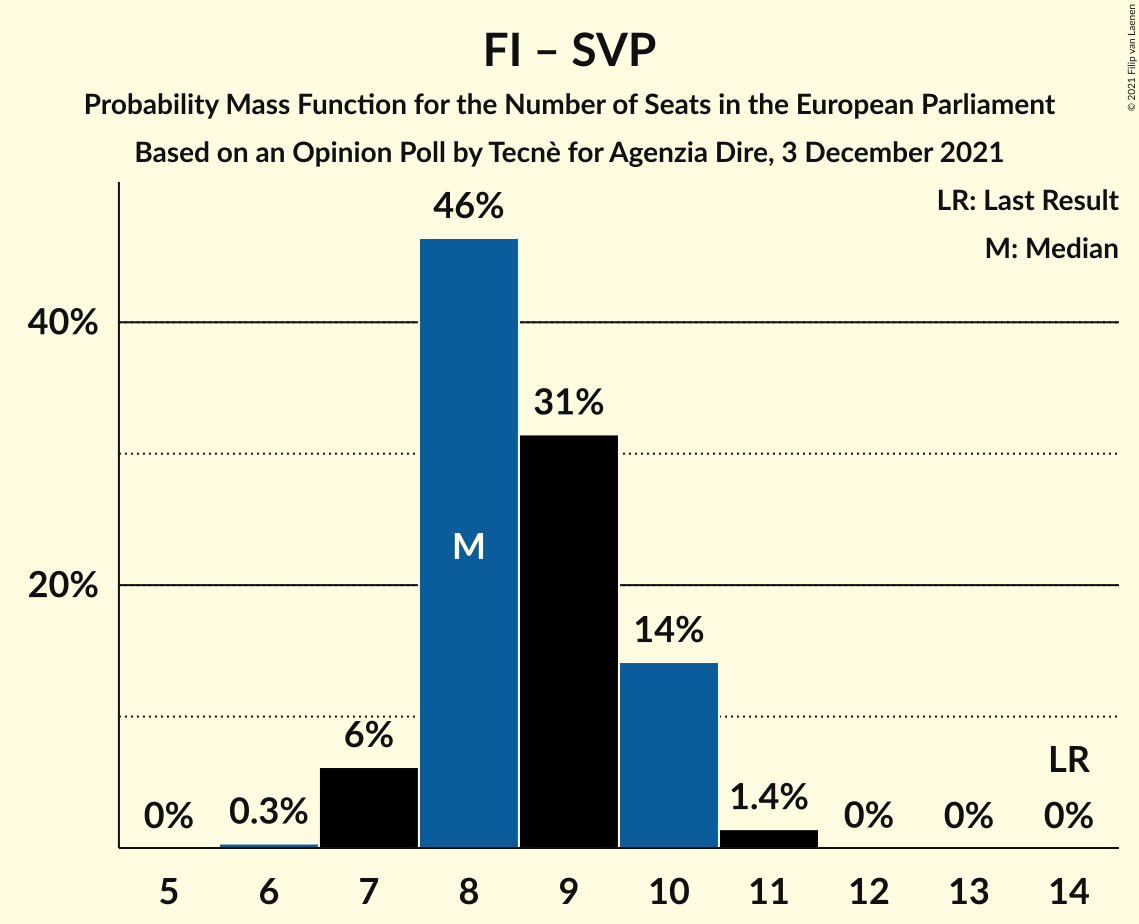 FI – SVP
Probability Mass Function for the Number of Seats in the European Parliament
Based on an Opinion Poll by Tecnè for Agenzia Dire, 3 December 2021
© 2021 Filip van Laenen
LR: Last Result
M: Median
46%
40%
31%
M
20%
14%
6%
LR
0% 0.3% 1.4% 0% 0% 0%
5 6 7 8 9 10 11 12 13 14